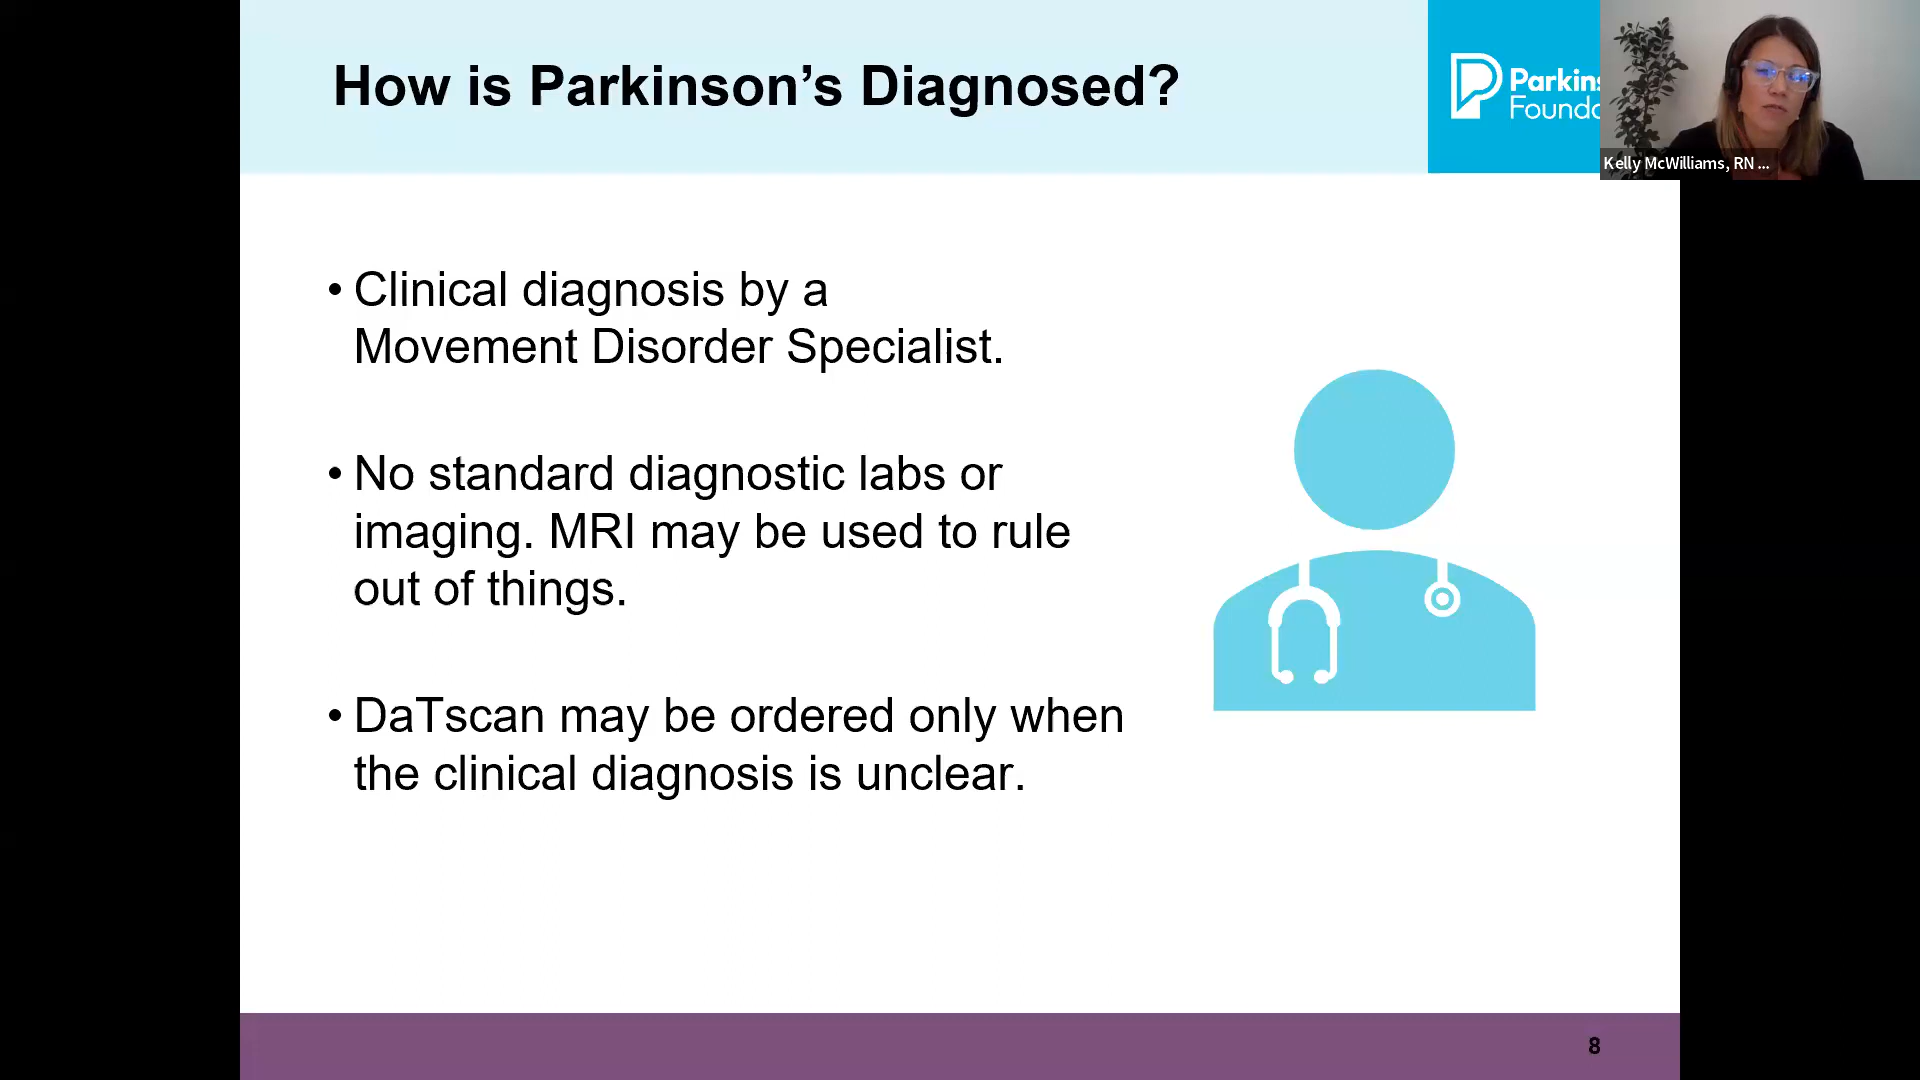 How is Parkinson’s Diagnosed?
Parkins
Founda
Kelly McWilliams, RN ...
• Clinical diagnosis by a
Movement Disorder Specialist.
• No standard diagnostic labs or
imaging. MRI may be used to rule
out of things.
• DaTscan may be ordered only when
the clinical diagnosis is unclear.
8